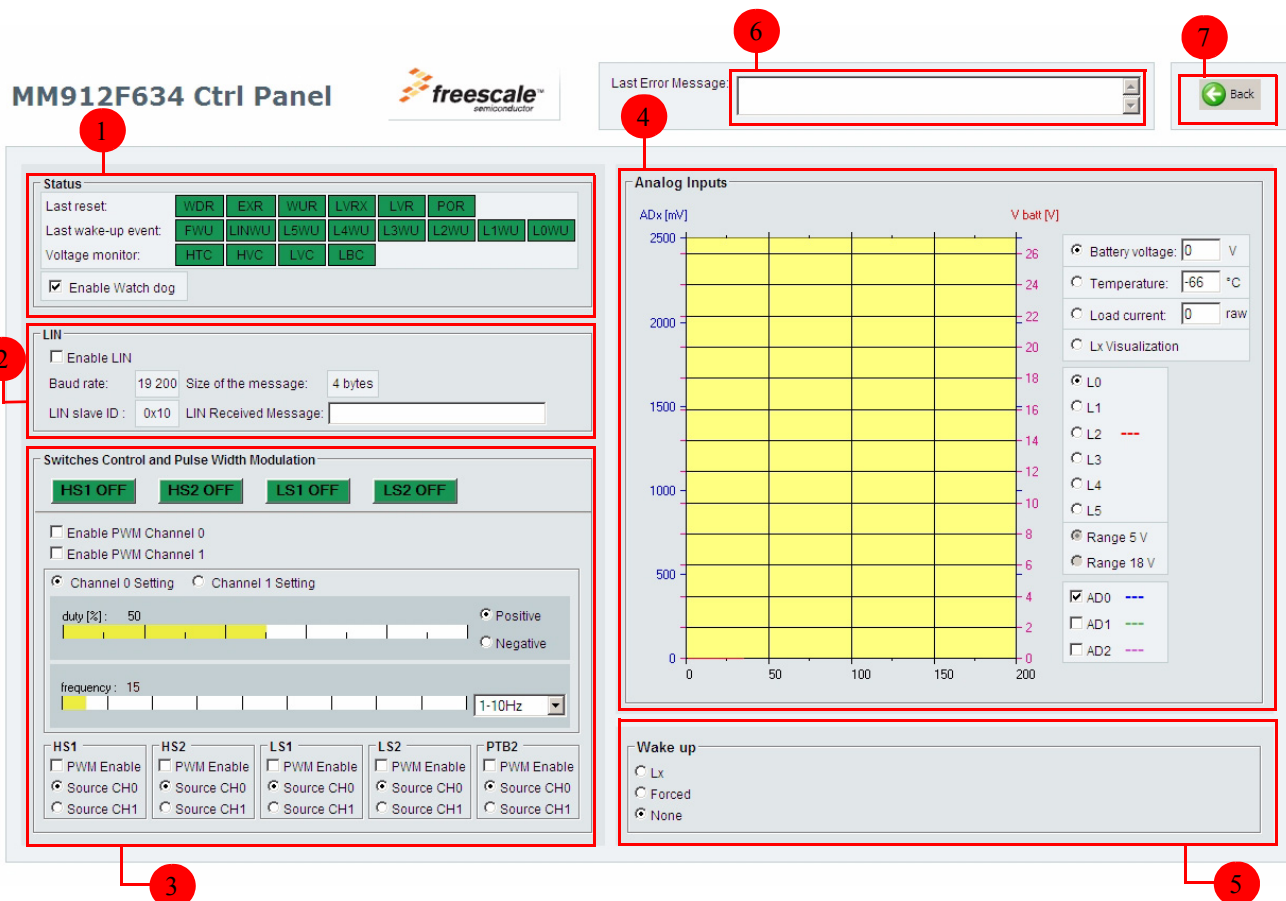 6
7
MM912F634 Ctrl Panel
freescale™
semiconductor
Last Error Message:
Back
1
4
Status
Last reset: WDR EXR WUR LVRX LVR POR
Last wake-up event: FWU LINWU L5WU L4WU L3WU L2WU L1WU L0WU
Voltage monitor: HTC HVC LVC LBC
Enable Watch dog
2
LIN
Enable LIN
Baud rate: 19 200 Size of the message: 4 bytes
LIN slave ID : 0x10 LIN Received Message:
Switches Control and Pulse Width Modulation
HS1 OFF HS2 OFF LS1 OFF LS2 OFF
Enable PWM Channel 0
Enable PWM Channel 1
Channel 0 Setting Channel 1 Setting
duty [%] : 50
Positive
Negative
frequency : 15
1-10Hz
HS1 HS2 LS1 LS2 PTB2
PWM Enable PWM Enable PWM Enable PWM Enable PWM Enable
Source CH0 Source CH0 Source CH0 Source CH0 Source CH0
Source CH1 Source CH1 Source CH1 Source CH1 Source CH1
3
Analog Inputs
ADx [mV]
V batt [V]
2500
2000
1500
1000
500
0
26
24
22
20
18
16
14
12
10
8
6
4
2
0
0 50 100 150 200
Battery voltage: 0 V
Temperature: -66 °C
Load current: 0 raw
Lx Visualization
L0
L1
L2 ---
L3
L4
L5
Range 5 V
Range 18 V
AD0 ---
AD1 ---
AD2 ---
Wake up
Lx
Forced
None
5